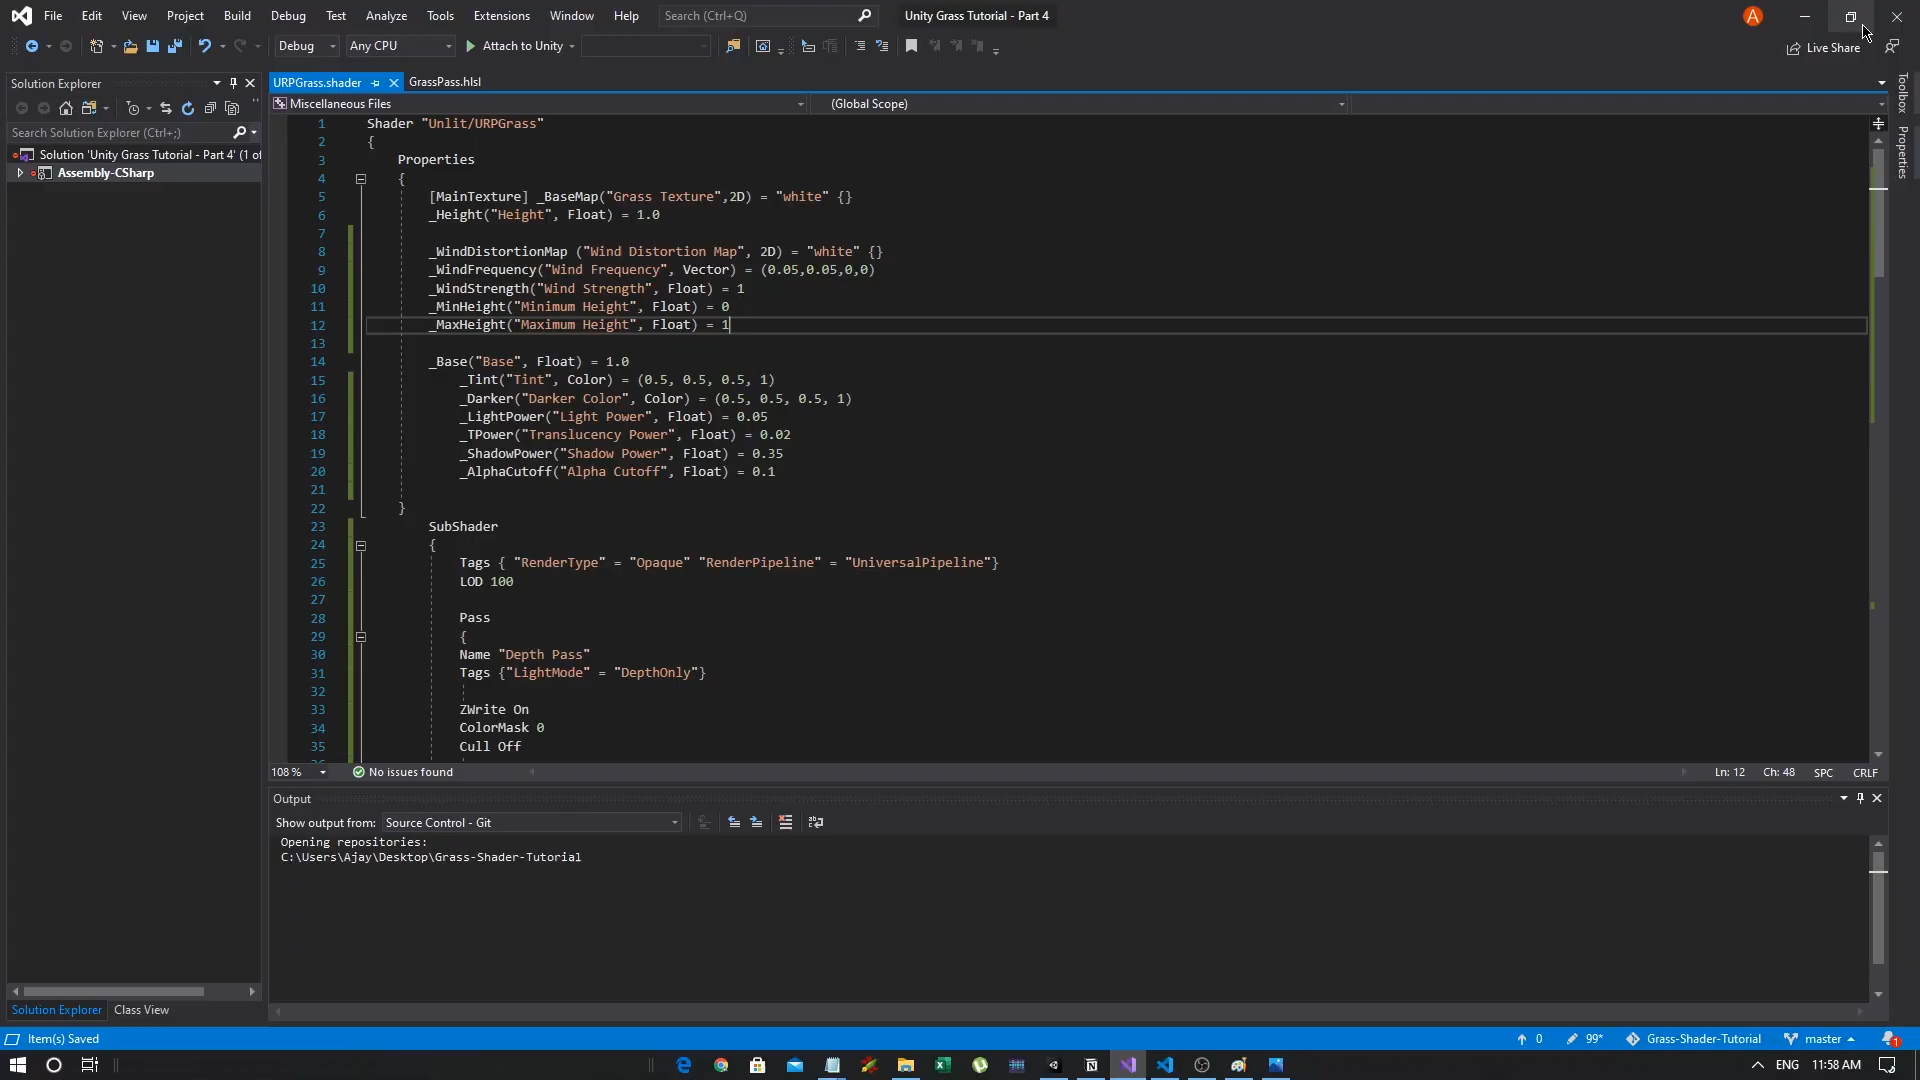 File Edit View Project Build Debug Test Analyze Tools Extensions Window Help Search (Ctrl+Q) Unity Grass Tutorial - Part 4 A
Debug Any CPU Attach to Unity Live Share
Solution Explorer
Search Solution Explorer (Ctrl+;)
Solution 'Unity Grass Tutorial - Part 4' (1 of
Assembly-CSharp
Solution Explorer Class View
URPGrass.shader GrassPass.hlsl
Miscellaneous Files (Global Scope)
1 Shader "Unlit/URPGrass"
2 {
3 Properties
4 {
5 [MainTexture] _BaseMap("Grass Texture",2D) = "white" {}
6 _Height("Height", Float) = 1.0
7
8 _WindDistortionMap ("Wind Distortion Map", 2D) = "white" {}
9 _WindFrequency("Wind Frequency", Vector) = (0.05,0.05,0,0)
10 _WindStrength("Wind Strength", Float) = 1
11 _MinHeight("Minimum Height", Float) = 0
12 _MaxHeight("Maximum Height", Float) = 1
13
14 _Base("Base", Float) = 1.0
15 _Tint("Tint", Color) = (0.5, 0.5, 0.5, 1)
16 _Darker("Darker Color", Color) = (0.5, 0.5, 0.5, 1)
17 _LightPower("Light Power", Float) = 0.05
18 _TPower("Translucency Power", Float) = 0.02
19 _ShadowPower("Shadow Power", Float) = 0.35
20 _AlphaCutoff("Alpha Cutoff", Float) = 0.1
21
22 }
23 SubShader
24 {
25 Tags { "RenderType" = "Opaque" "RenderPipeline" = "UniversalPipeline"}
26 LOD 100
27
28 Pass
29 {
30 Name "Depth Pass"
31 Tags {"LightMode" = "DepthOnly"}
32
33 ZWrite On
34 ColorMask 0
35 Cull Off
108 % No issues found Ln: 12 Ch: 48 SPC CRLF
Toolbox
Properties
Output
Show output from: Source Control - Git
Opening repositories:
C:\Users\Ajay\Desktop\Grass-Shader-Tutorial
Item(s) Saved 0 99* Grass-Shader-Tutorial master 1
ENG 11:58 AM